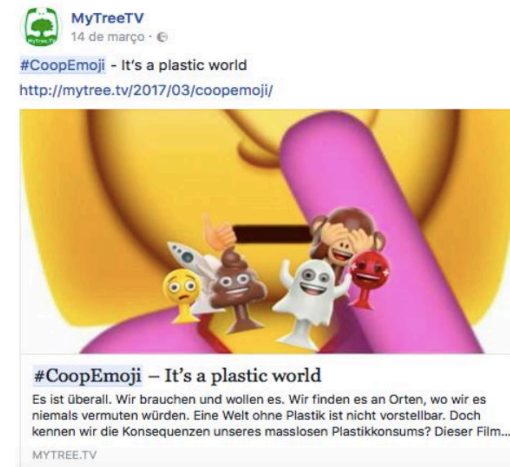 MyTreeTV
14 de março ·
#CoopEmoji - It's a plastic world
http://mytree.tv/2017/03/coopemoji/
#CoopEmoji – It's a plastic world
Es ist überall. Wir brauchen und wollen es. Wir finden es an Orten, wo wir es
niemals vermuten würden. Eine Welt ohne Plastik ist nicht vorstellbar. Doch
kennen wir die Konsequenzen unseres masslosen Plastikkonsums? Dieser Film...
MYTREE.TV